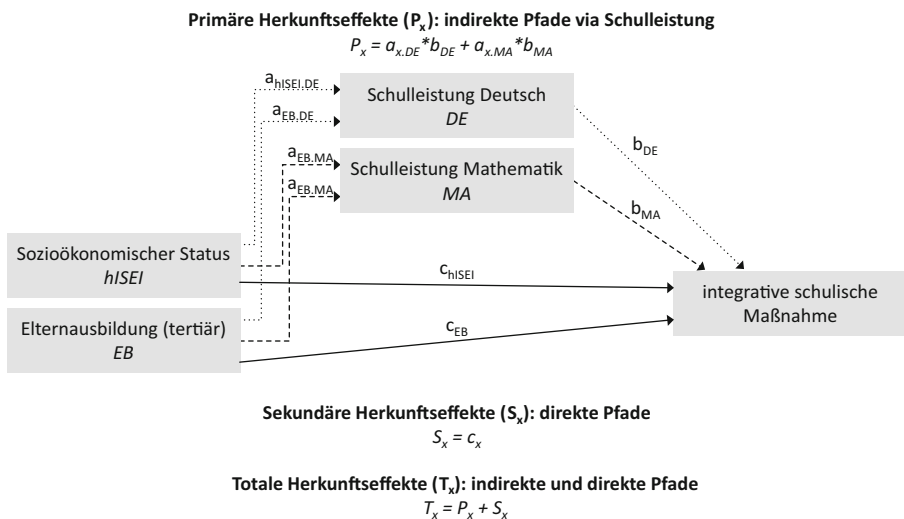 Primäre Herkunftseffekte (Pₓ): indirekte Pfade via Schulleistung
Pₓ = aₓ.DE*bDE + aₓ.MA*bMA
ahISEI.DE
Schulleistung Deutsch
DE
aEB.DE
bDE
aEB.MA
Schulleistung Mathematik
MA
aEB.MA
bMA
Sozioökonomischer Status
hISEI
chISEI
integrative schulische
Maßnahme
Elternausbildung (tertiär)
EB
cEB
Sekundäre Herkunftseffekte (Sₓ): direkte Pfade
Sₓ = cₓ
Totale Herkunftseffekte (Tₓ): indirekte und direkte Pfade
Tₓ = Pₓ + Sₓ